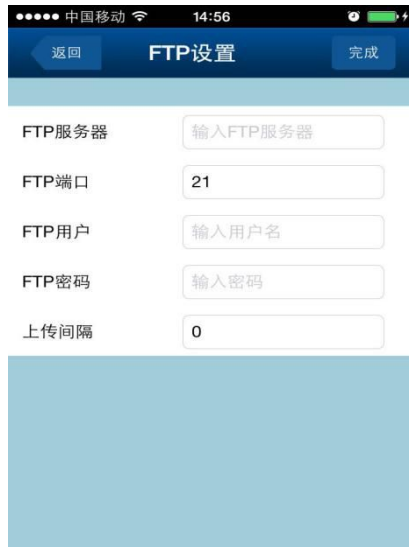 中国移动 14:56
返回 FTP设置 完成
FTP服务器 输入FTP服务器
FTP端口 21
FTP用户 输入用户名
FTP密码 输入密码
上传间隔 0